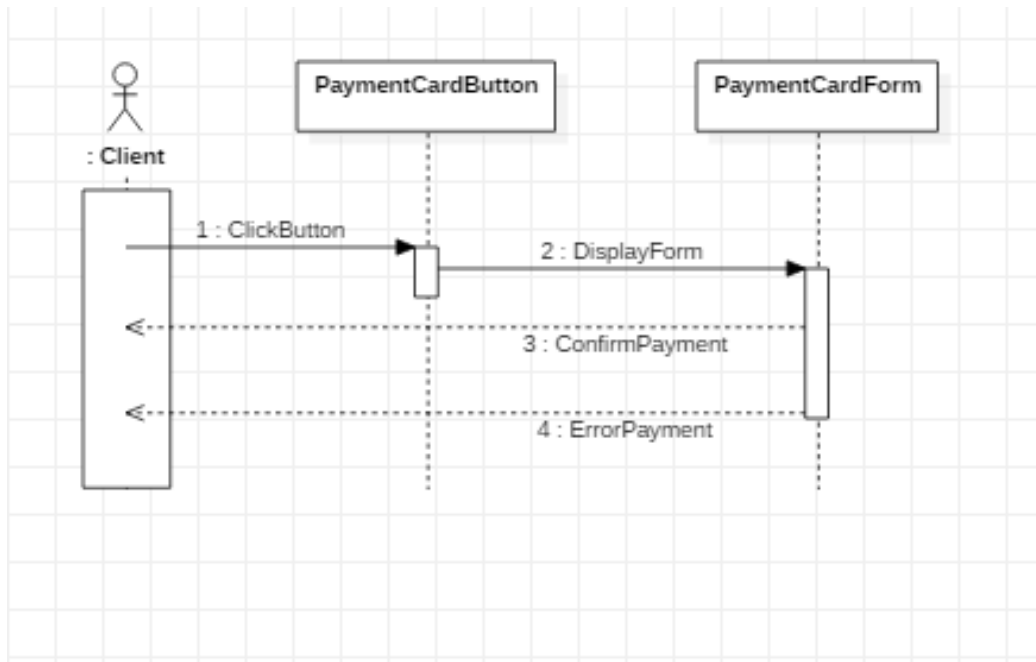 PaymentCardButton
PaymentCardForm
: Client
1 : ClickButton
2 : DisplayForm
3 : ConfirmPayment
4 : ErrorPayment